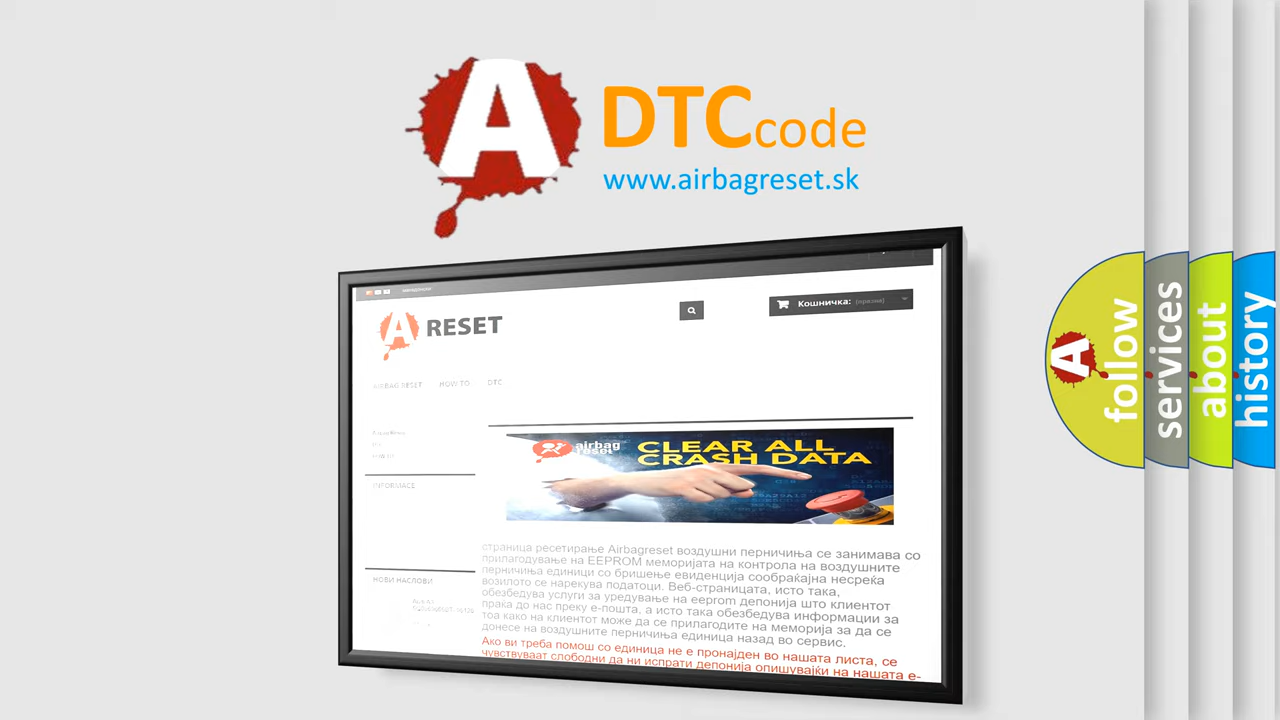 A
DTC code
www.airbagreset.sk
A RESET
Кошничка: (празни)
AIRBAG RESET HOW TO DTC
INFORMACE
НОВИ НАСЛОВИ
airbag
reset
CLEAR ALL
CRASH DATA
страница ресетирање Airbagreset воздушни перничиња се занимава со
прилагодување на EEPROM меморијата на контрола на воздушните
перничиња единици со бришење евиденција сообраќајна несреќа
возилото се нарекува податоци. Веб-страницата, исто така,
обезбедува услуги за уредување на eeprom депонија што клиентот
праќа до нас преку е-пошта, а исто така обезбедува информации за
тоа како на клиентот може да се прилагодите на меморија за да се
донесе на воздушните перничиња единица назад во сервис.
Ако ви треба помош со единица не е пронајден во нашата листа, се
чувствуваат слободни да ни испрати депонија опишувајќи на нашата е-
A
follow
services
about
history